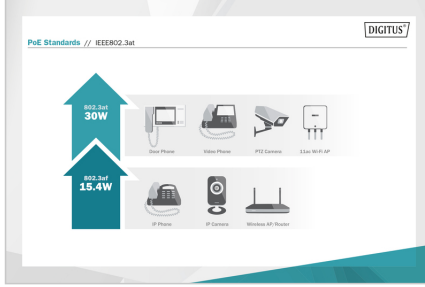 DIGITUS®
PoE Standards // IEEE802.3at
802.3at
30W
Door Phone
Video Phone
PTZ Camera
11ac Wi-Fi AP
802.3af
15.4W
IP Phone
IP Camera
Wireless AP/Router